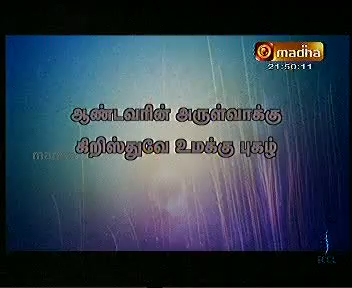 madha
21:50:11
ஆண்டவரின் அருள்வாக்கு
கிறிஸ்துவே உமக்கு புகழ்